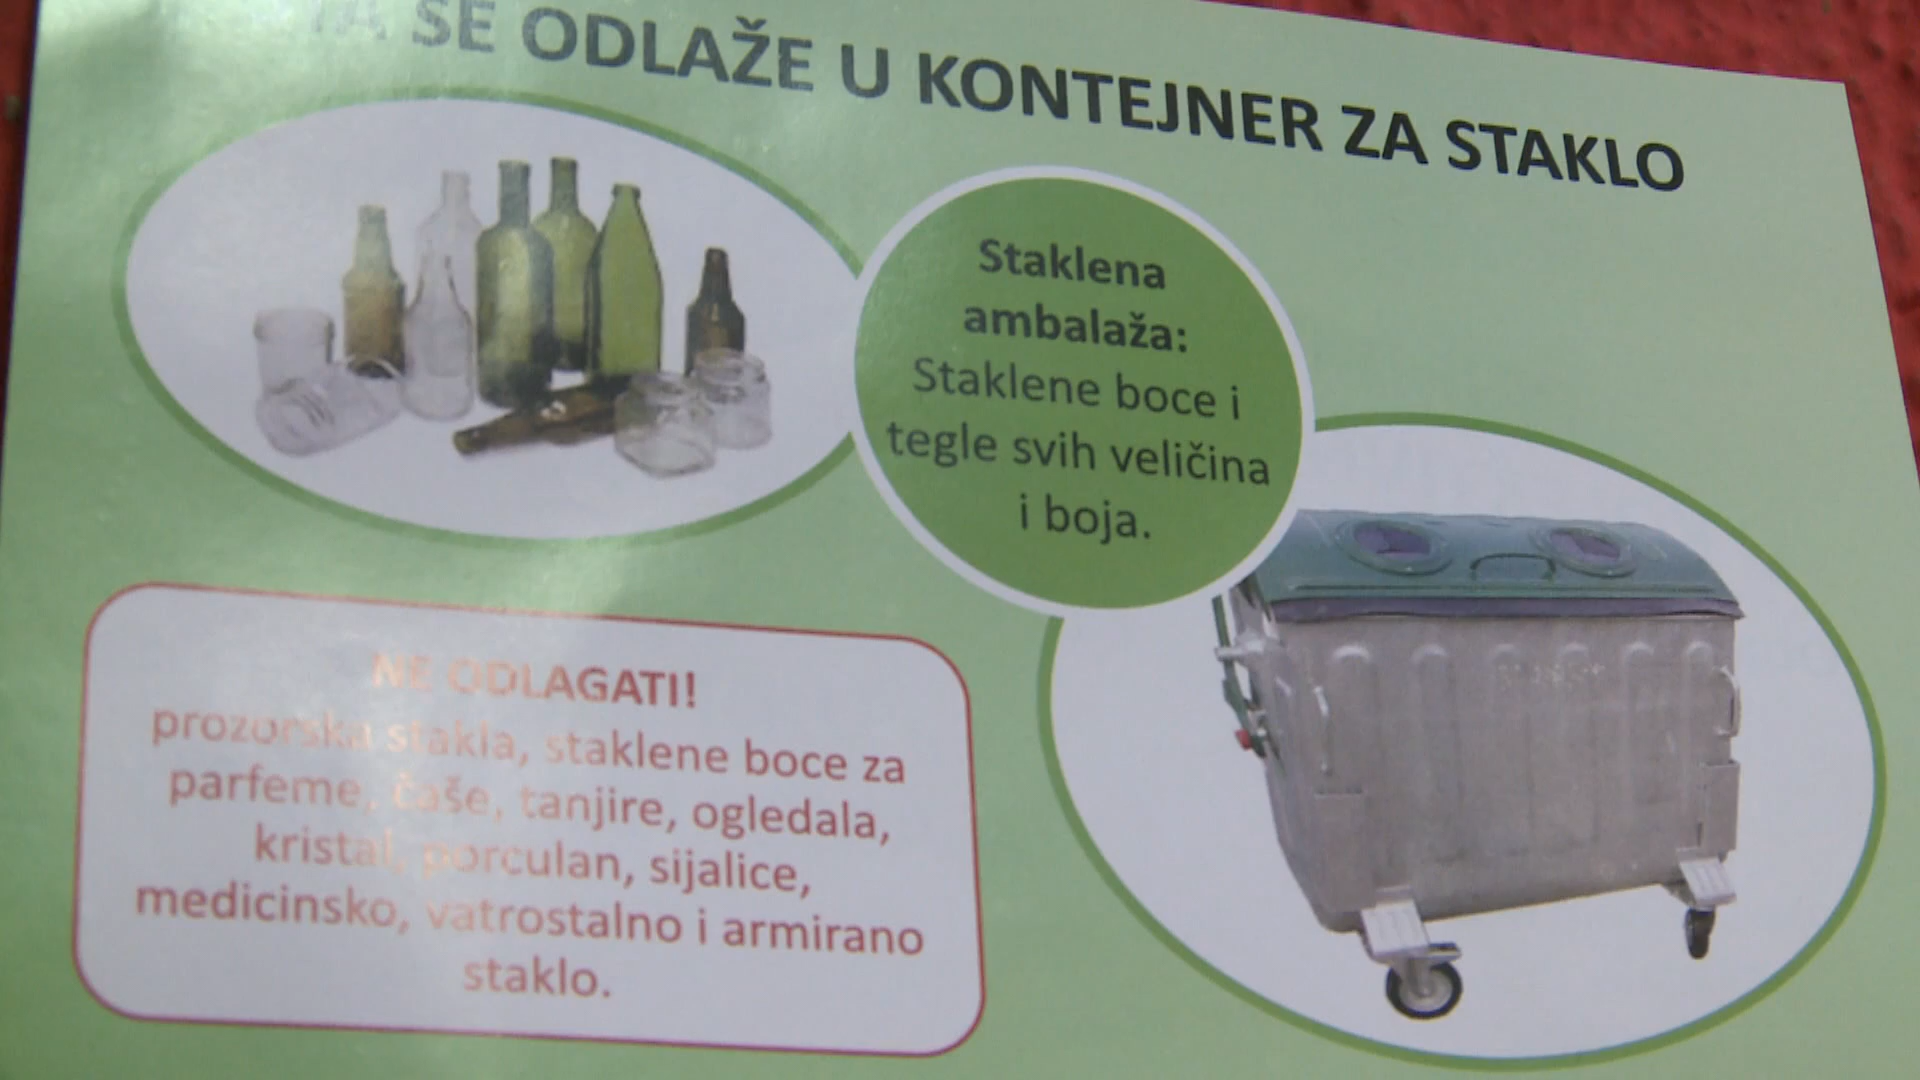 SE ODLAŽE U KONTEJNER ZA STAKLO
Staklena
ambalaža:
Staklene boce i
tegle svih veličina
i boja.
NE ODLAGATI!
prozorska stakla, staklene boce za
parfeme, čaše, tanjire, ogledala,
kristal, porculan, sijalice,
medicinsko, vatrostalno i armirano
staklo.